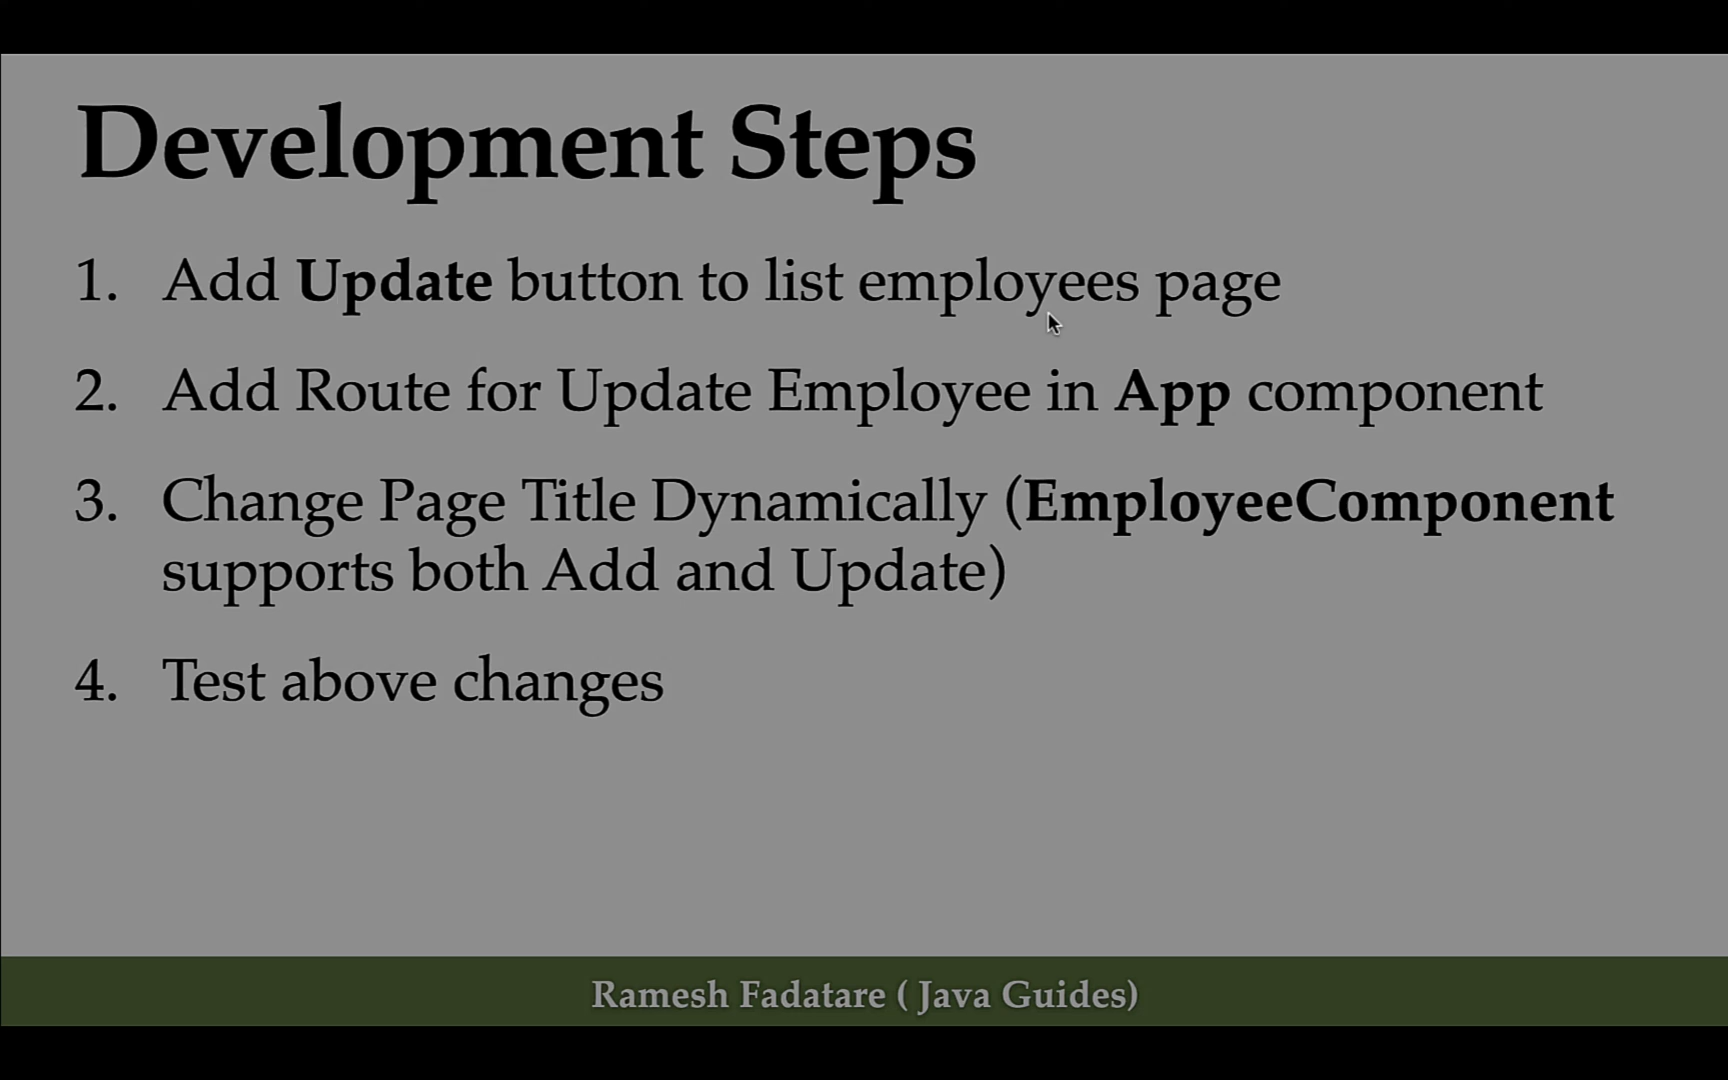 Development Steps
1. Add Update button to list employees page
2. Add Route for Update Employee in App component
3. Change Page Title Dynamically (EmployeeComponent
supports both Add and Update)
4. Test above changes
Ramesh Fadatare ( Java Guides)